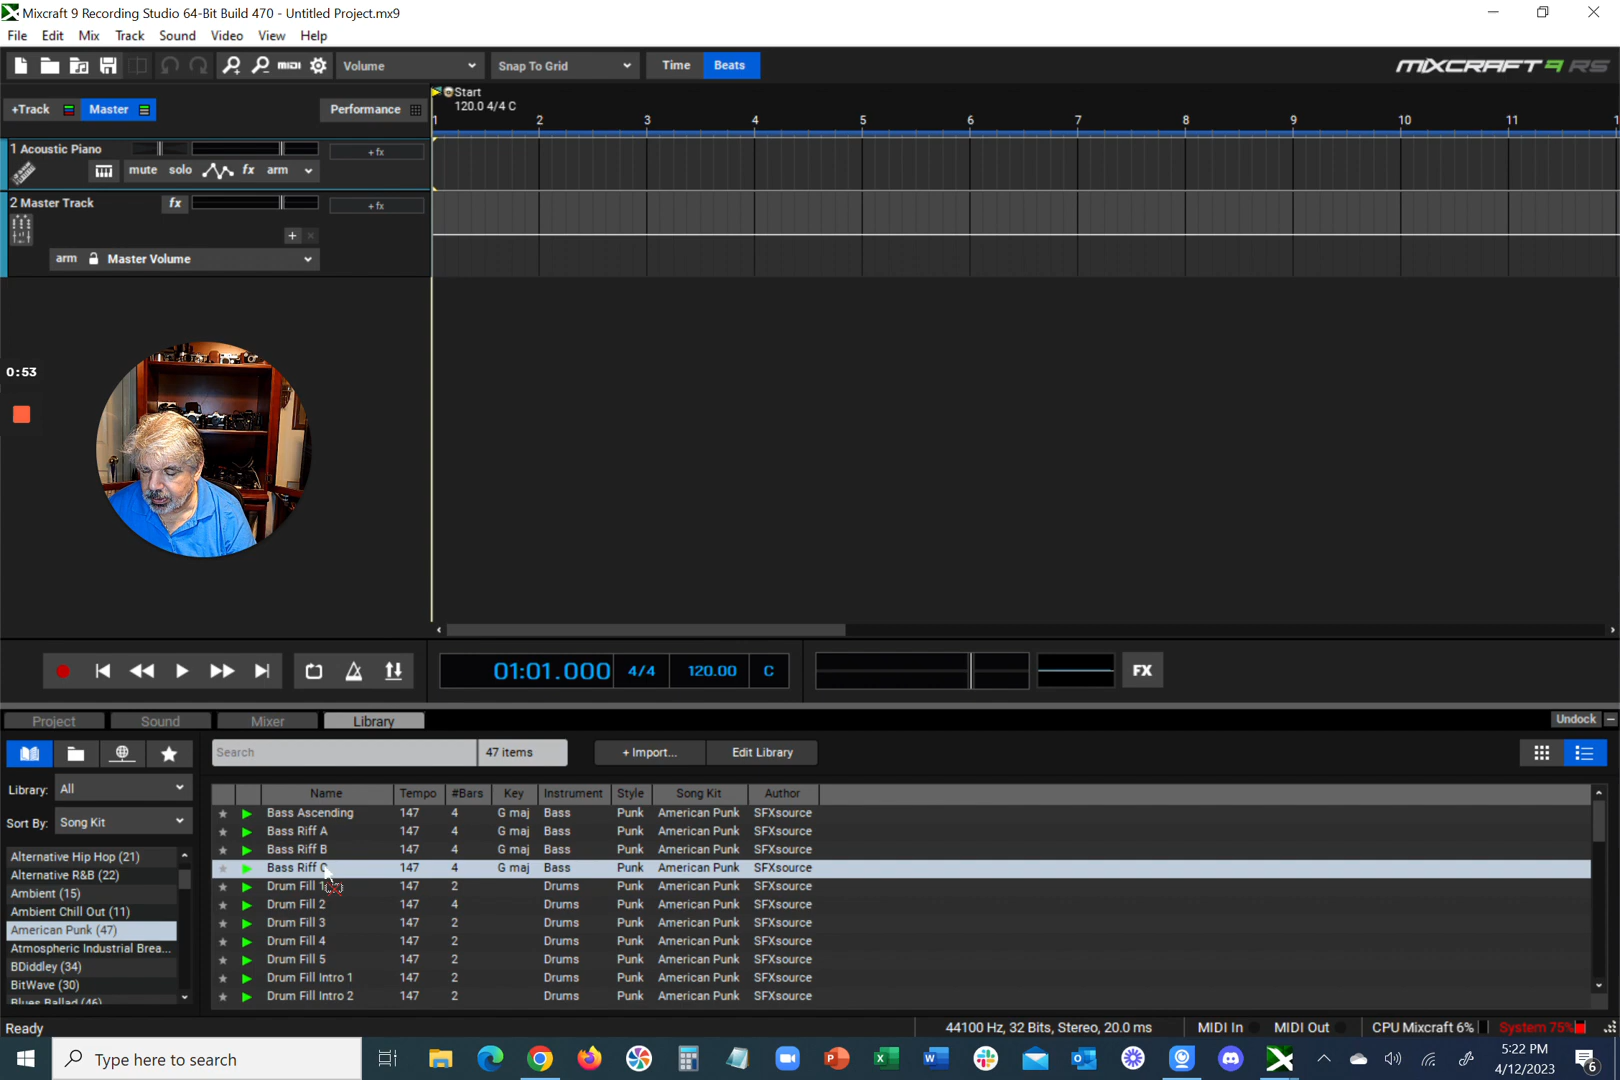 Mixcraft 9 Recording Studio 64-Bit Build 470 - Untitled Project.mx9
File Edit Mix Track Sound Video View Help
MIDI Volume Snap To Grid Time Beats MIXCRAFT 9 RS
+Track Master Performance
Start
120.0 4/4 C
1 2 3 4 5 6 7 8 9 10 11 1
1 Acoustic Piano +fx
mute solo fx arm
2 Master Track fx +fx
arm Master Volume
0:53
01:01.000 4/4 120.00 C FX
Project Sound Mixer Library Undock
Search 47 items + Import... Edit Library
Library: All
Sort By: Song Kit
Alternative Hip Hop (21)
Alternative R&B (22)
Ambient (15)
Ambient Chill Out (11)
American Punk (47)
Atmospheric Industrial Brea...
BDiddley (34)
BitWave (30)
Blues Ballad (46)
Name Tempo #Bars Key Instrument Style Song Kit Author
Bass Ascending 147 4 G maj Bass Punk American Punk SFXsource
Bass Riff A 147 4 G maj Bass Punk American Punk SFXsource
Bass Riff B 147 4 G maj Bass Punk American Punk SFXsource
Bass Riff C 147 4 G maj Bass Punk American Punk SFXsource
Drum Fill 1 147 2 Drums Punk American Punk SFXsource
Drum Fill 2 147 4 Drums Punk American Punk SFXsource
Drum Fill 3 147 2 Drums Punk American Punk SFXsource
Drum Fill 4 147 2 Drums Punk American Punk SFXsource
Drum Fill 5 147 2 Drums Punk American Punk SFXsource
Drum Fill Intro 1 147 2 Drums Punk American Punk SFXsource
Drum Fill Intro 2 147 2 Drums Punk American Punk SFXsource
Ready 44100 Hz, 32 Bits, Stereo, 20.0 ms MIDI In MIDI Out CPU Mixcraft 6% System 75%
Type here to search
5:22 PM
4/12/2023
6